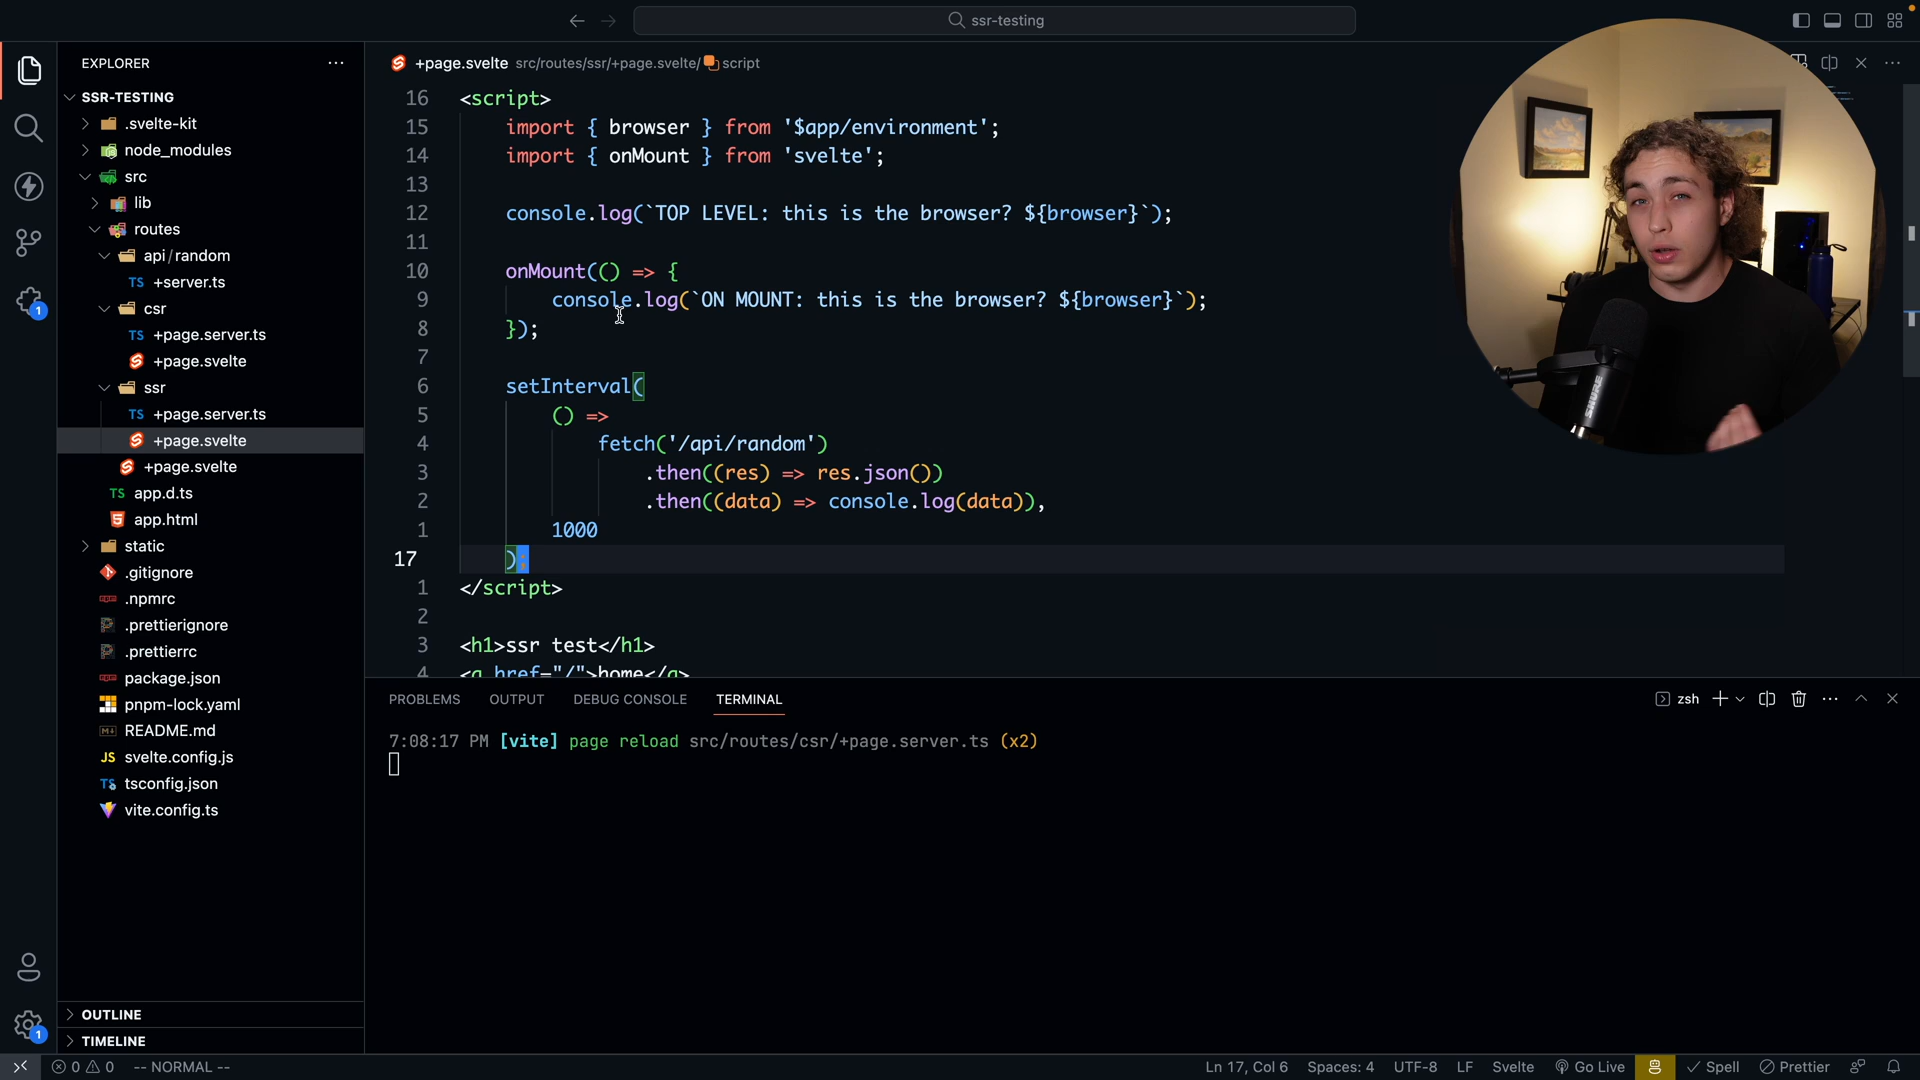 ssr-testing
EXPLORER
SSR-TESTING
.svelte-kit
node_modules
src
lib
routes
api/random
TS +server.ts
csr
TS +page.server.ts
+page.svelte
ssr
TS +page.server.ts
+page.svelte
+page.svelte
TS app.d.ts
app.html
static
.gitignore
.npmrc
.prettierignore
.prettierrc
package.json
pnpm-lock.yaml
README.md
JS svelte.config.js
TS tsconfig.json
vite.config.ts
OUTLINE
TIMELINE
1
1
+page.svelte src/routes/ssr/+page.svelte/ script
16 <script>
15 import { browser } from '$app/environment';
14 import { onMount } from 'svelte';
13
12 console.log(`TOP LEVEL: this is the browser? ${browser}`);
11
10 onMount(() => {
9 console.log(`ON MOUNT: this is the browser? ${browser}`);
8 });
7
6 setInterval(
5 () =>
4 fetch('/api/random')
3 .then((res) => res.json())
2 .then((data) => console.log(data)),
1 1000
17 );
1 </script>
2
3 <h1>ssr test</h1>
4 <a href="/">home</a>
SHURE
PROBLEMS OUTPUT DEBUG CONSOLE TERMINAL
zsh
7:08:17 PM [vite] page reload src/routes/csr/+page.server.ts (x2)
0 0 -- NORMAL --
Ln 17, Col 6 Spaces: 4 UTF-8 LF Svelte Go Live Spell Prettier